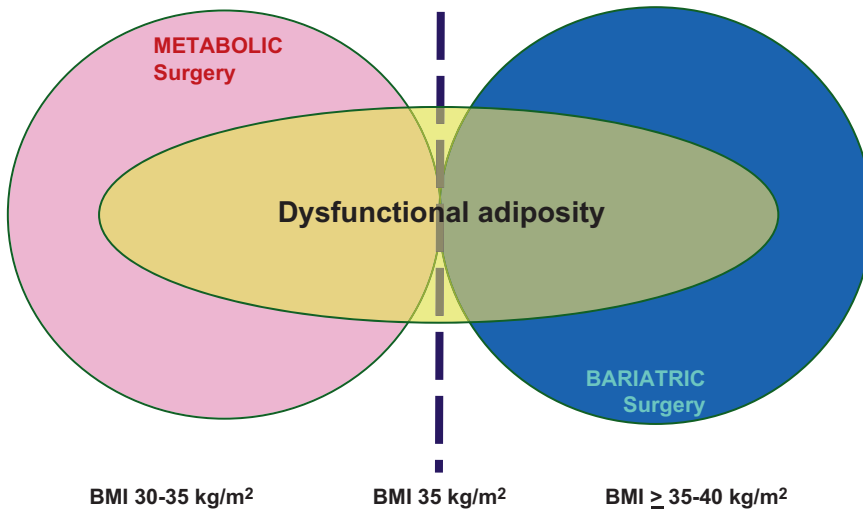 METABOLIC
Surgery
Dysfunctional adiposity
BARIATRIC
Surgery
BMI 30-35 kg/m²
BMI 35 kg/m²
BMI ≥ 35-40 kg/m²